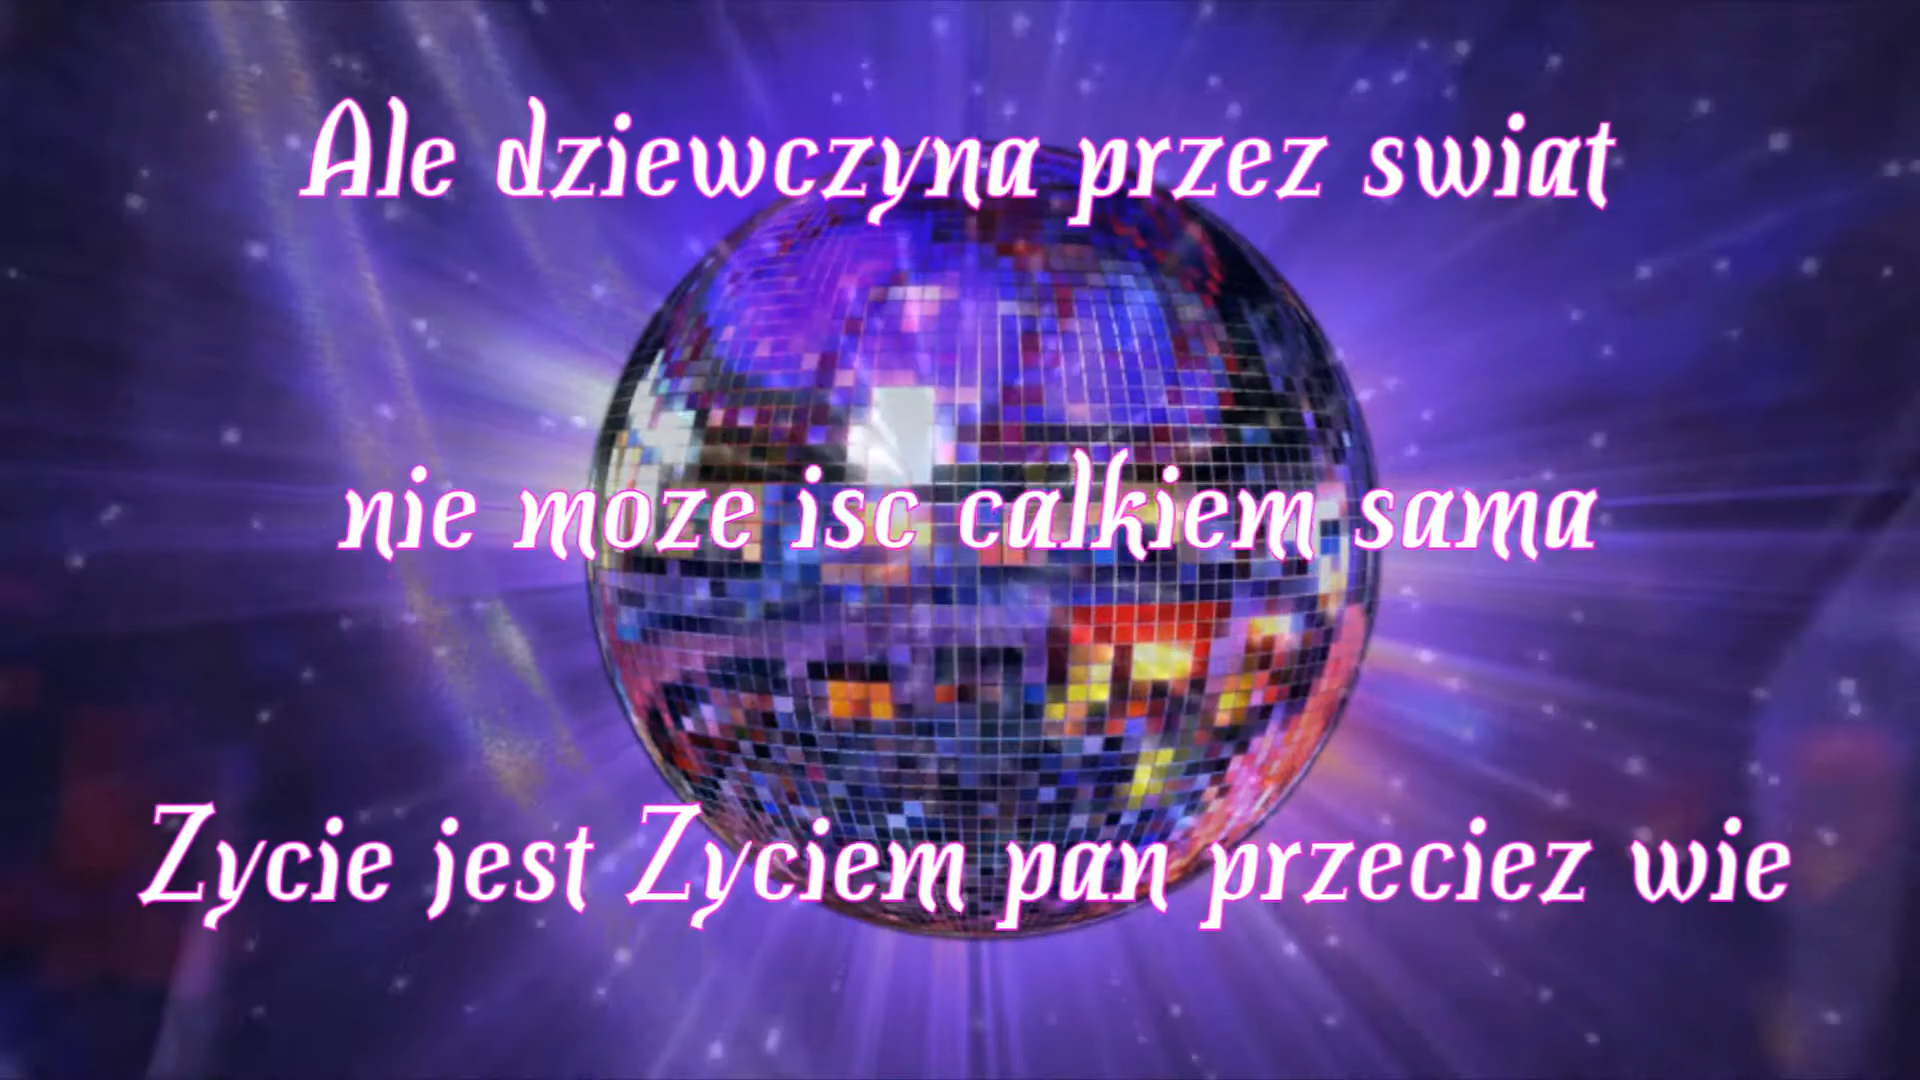 Ale dziewczyna przez swiat
nie moze isc calkiem sama
Zycie jest Zyciem pan przeciez wie